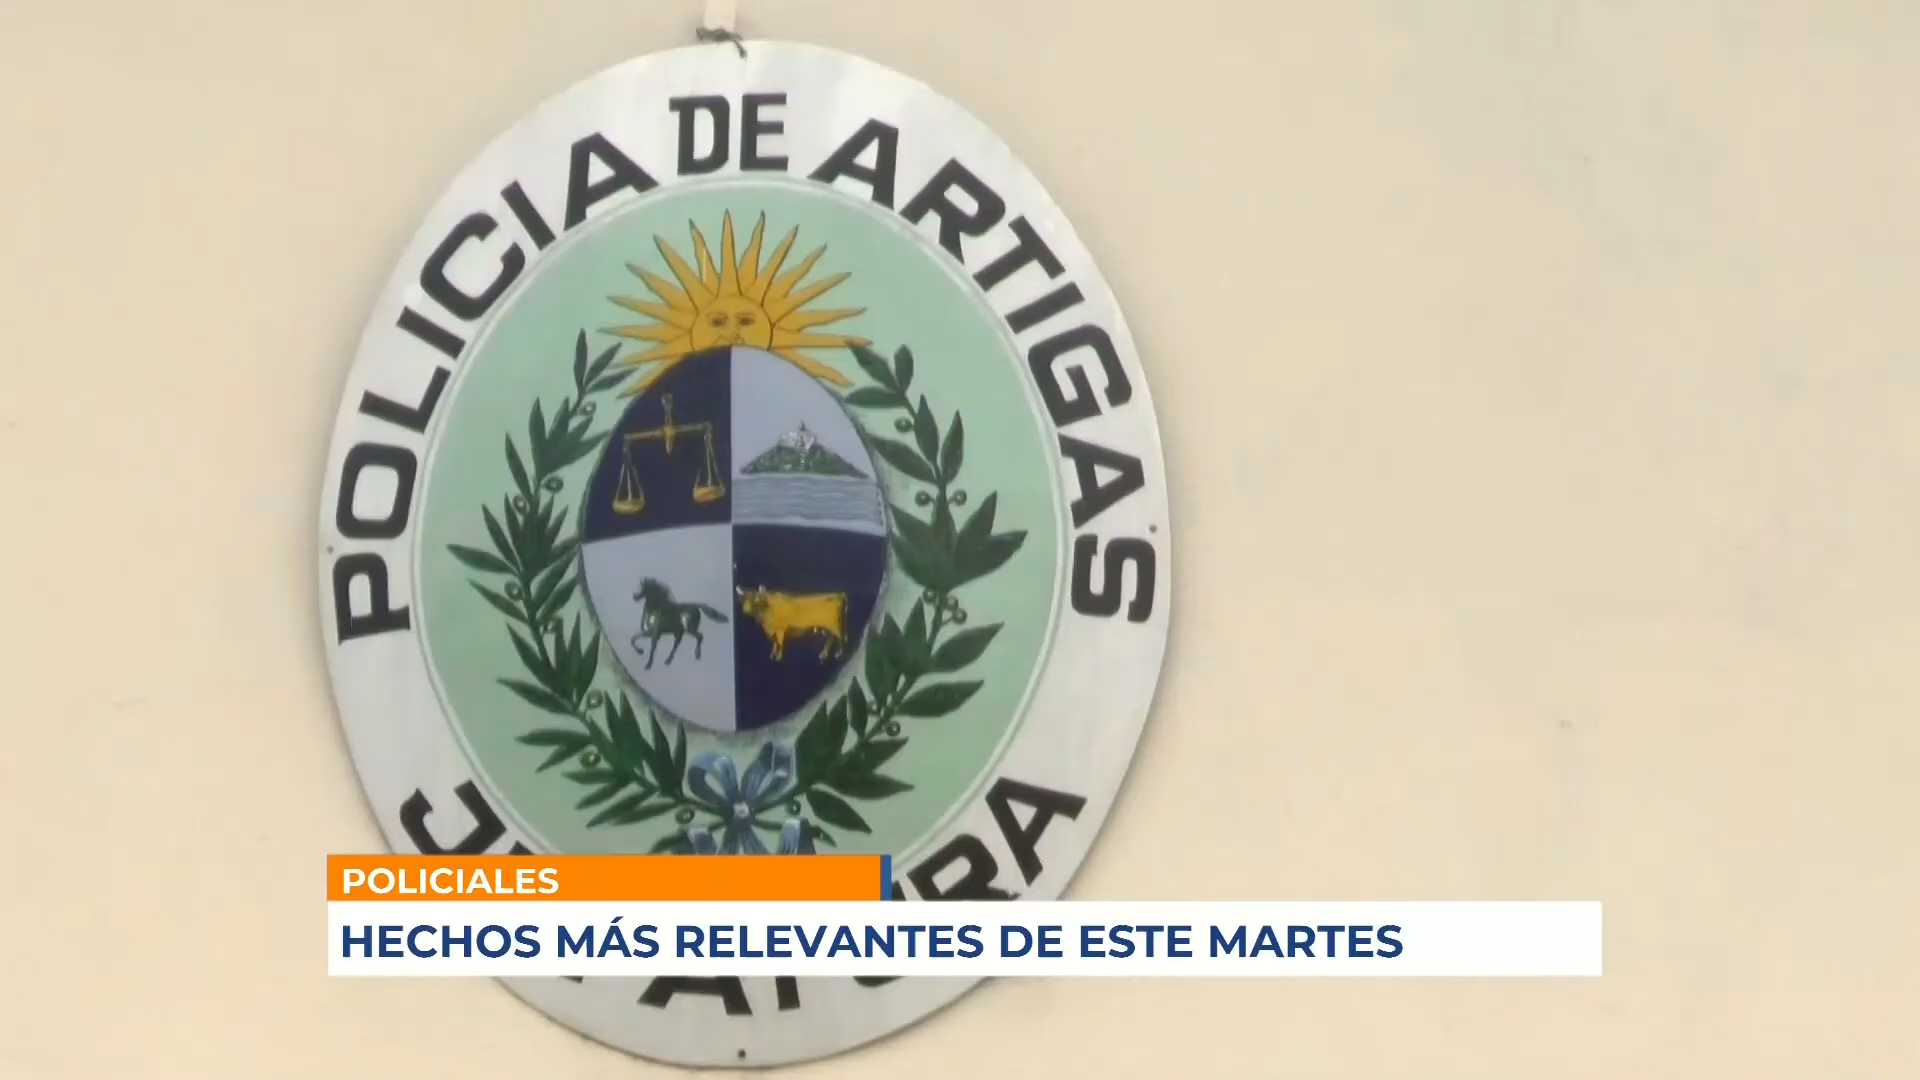 POLICIA DE ARTIGAS
POLICIALES
HECHOS MÁS RELEVANTES DE ESTE MARTES